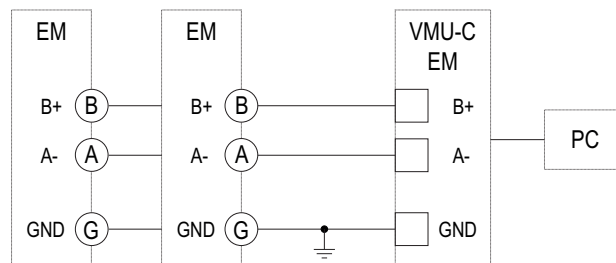 EM EM VMU-C
EM
B+ B B+ B B+
PC
A- A A- A A-
GND G GND G GND